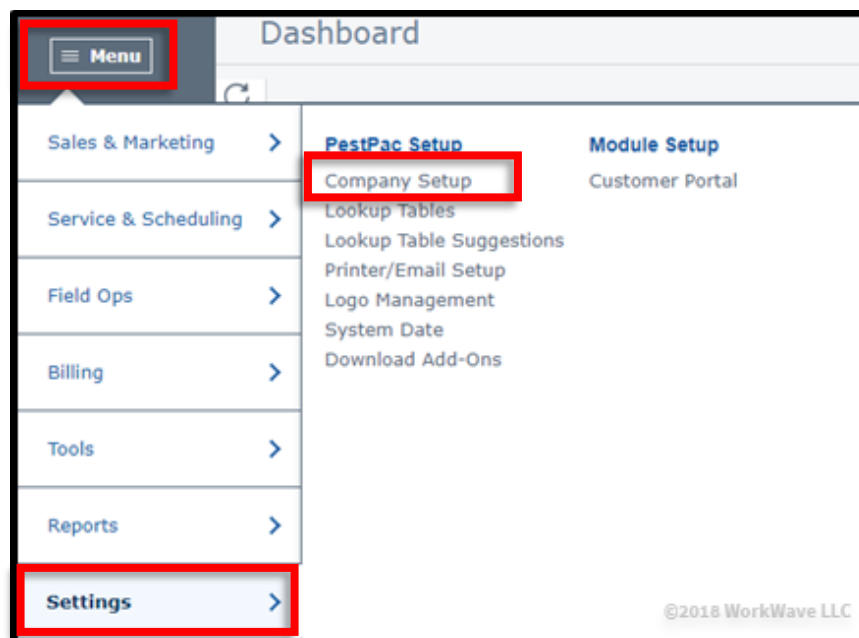 Menu
Dashboard
Sales & Marketing
Service & Scheduling
Field Ops
Billing
Tools
Reports
Settings
PestPac Setup
Company Setup
Lookup Tables
Lookup Table Suggestions
Printer/Email Setup
Logo Management
System Date
Download Add-Ons
Module Setup
Customer Portal
©2018 WorkWave LLC